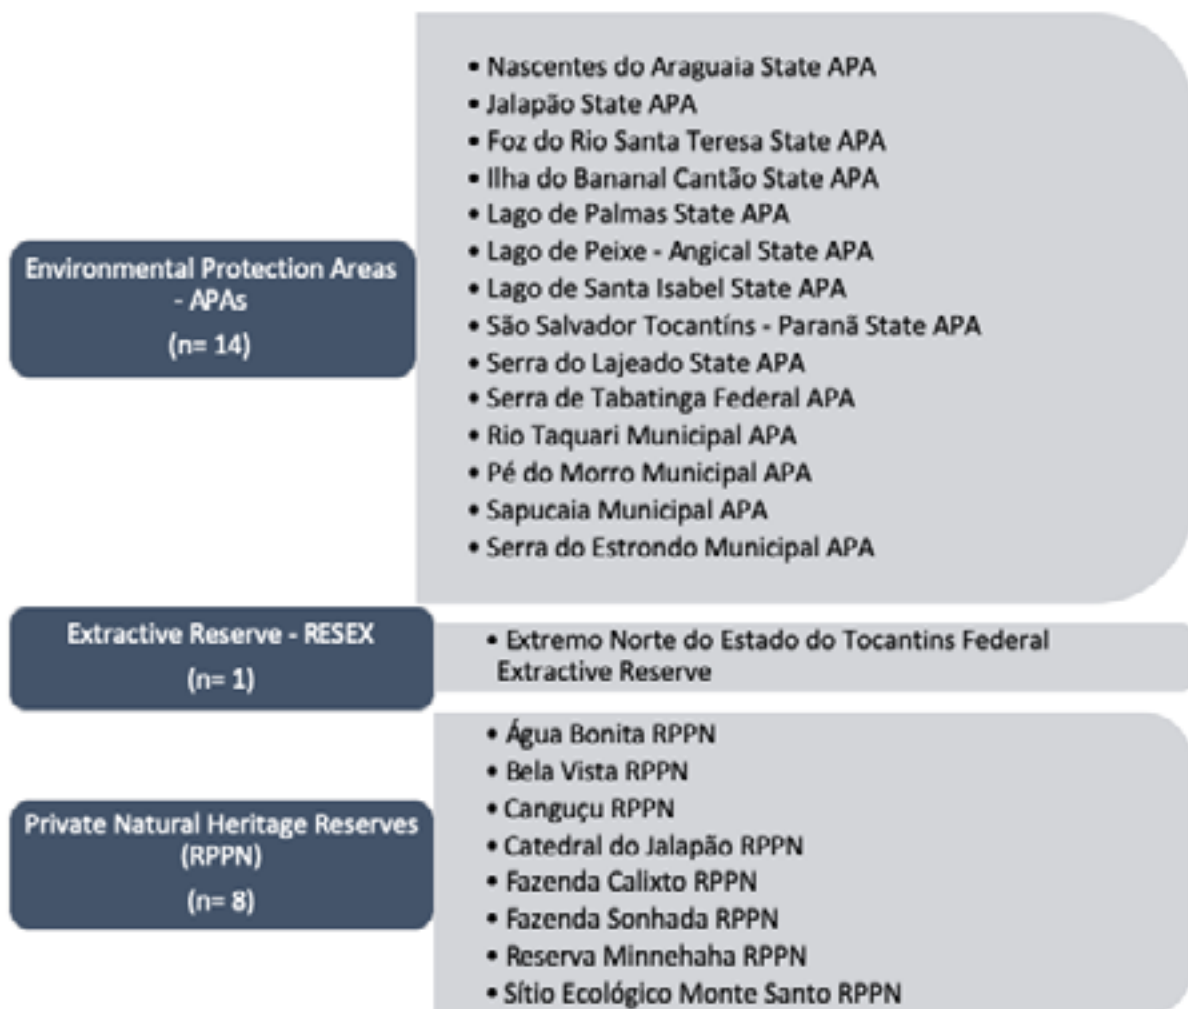 Environmental Protection Areas
- APAs
(n= 14)
• Nascentes do Araguaia State APA
• Jalapão State APA
• Foz do Rio Santa Teresa State APA
• Ilha do Bananal Cantão State APA
• Lago de Palmas State APA
• Lago de Peixe - Angical State APA
• Lago de Santa Isabel State APA
• São Salvador Tocantíns - Paranã State APA
• Serra do Lajeado State APA
• Serra de Tabatinga Federal APA
• Rio Taquari Municipal APA
• Pé do Morro Municipal APA
• Sapucaia Municipal APA
• Serra do Estrondo Municipal APA
Extractive Reserve - RESEX
(n= 1)
• Extremo Norte do Estado do Tocantins Federal
Extractive Reserve
Private Natural Heritage Reserves
(RPPN)
(n= 8)
• Água Bonita RPPN
• Bela Vista RPPN
• Canguçu RPPN
• Catedral do Jalapão RPPN
• Fazenda Calixto RPPN
• Fazenda Sonhada RPPN
• Reserva Minnehaha RPPN
• Sítio Ecológico Monte Santo RPPN